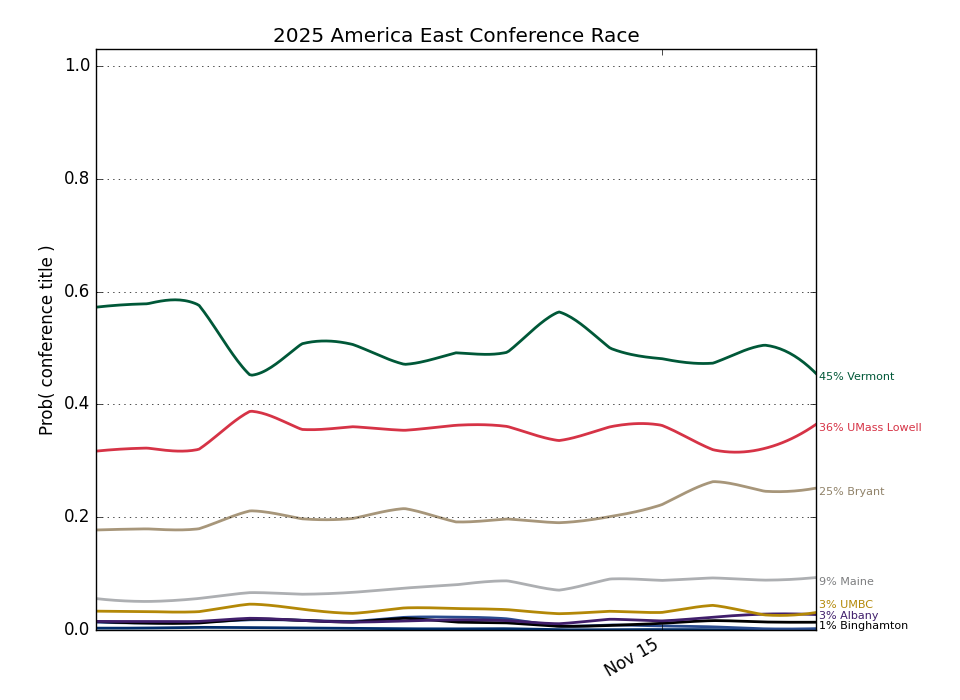 2025 America East Conference Race
1.0
0.8
0.6
0.4
0.2
0.0
Prob( conference title )
Nov 15
45% Vermont
36% UMass Lowell
25% Bryant
9% Maine
3% UMBC
3% Albany
1% Binghamton